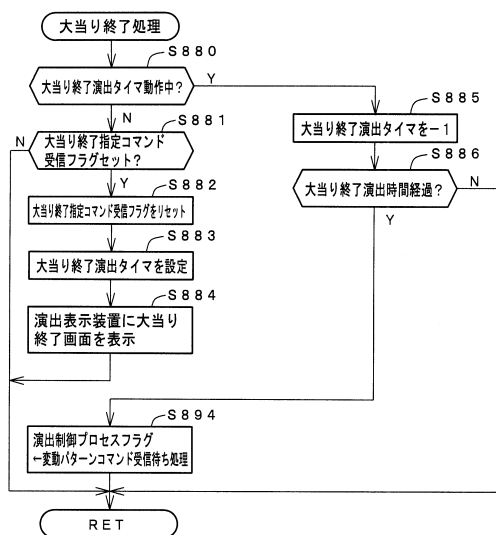 大当り終了処理
S880
大当り終了演出タイマ動作中?
Y
N
S881
N
大当り終了指定コマンド
受信フラグセット?
Y
S882
大当り終了指定コマンド受信フラグをリセット
S883
大当り終了演出タイマを設定
S884
演出表示装置に大当り
終了画面を表示
S885
大当り終了演出タイマを-1
S886
大当り終了演出時間経過?
N
Y
S894
演出制御プロセスフラグ
←変動パターンコマンド受信待ち処理
RET